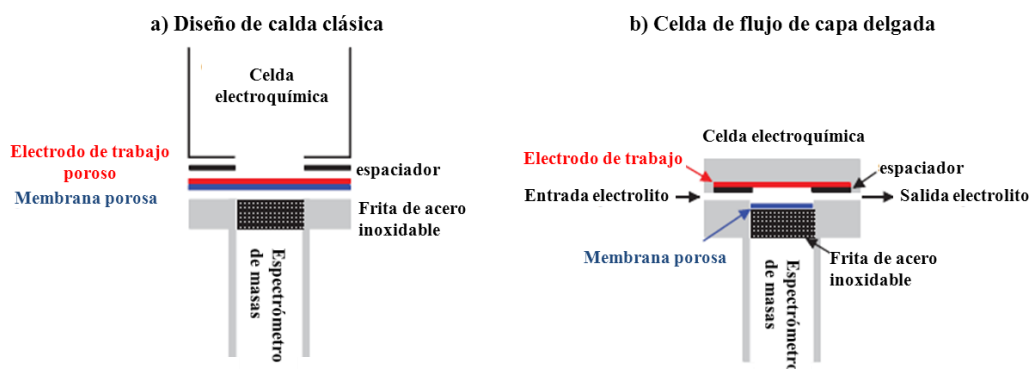 a) Diseño de calda clásica
Celda
electroquímica
Electrodo de trabajo
poroso
Membrana porosa
espaciador
Frita de acero
inoxidable
Espectrómetro
de masas
b) Celda de flujo de capa delgada
Celda electroquímica
Electrodo de trabajo
espaciador
Entrada electrolito
Salida electrolito
Membrana porosa
Frita de acero
inoxidable
Espectrómetro
de masas